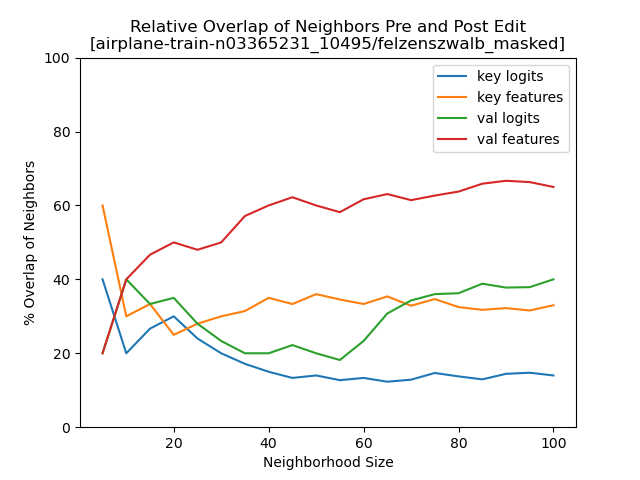 Relative Overlap of Neighbors Pre and Post Edit
[airplane-train-n03365231_10495/felzenszwalb_masked]
100
80
60
40
20
0
% Overlap of Neighbors
key logits
key features
val logits
val features
20
40
60
80
100
Neighborhood Size